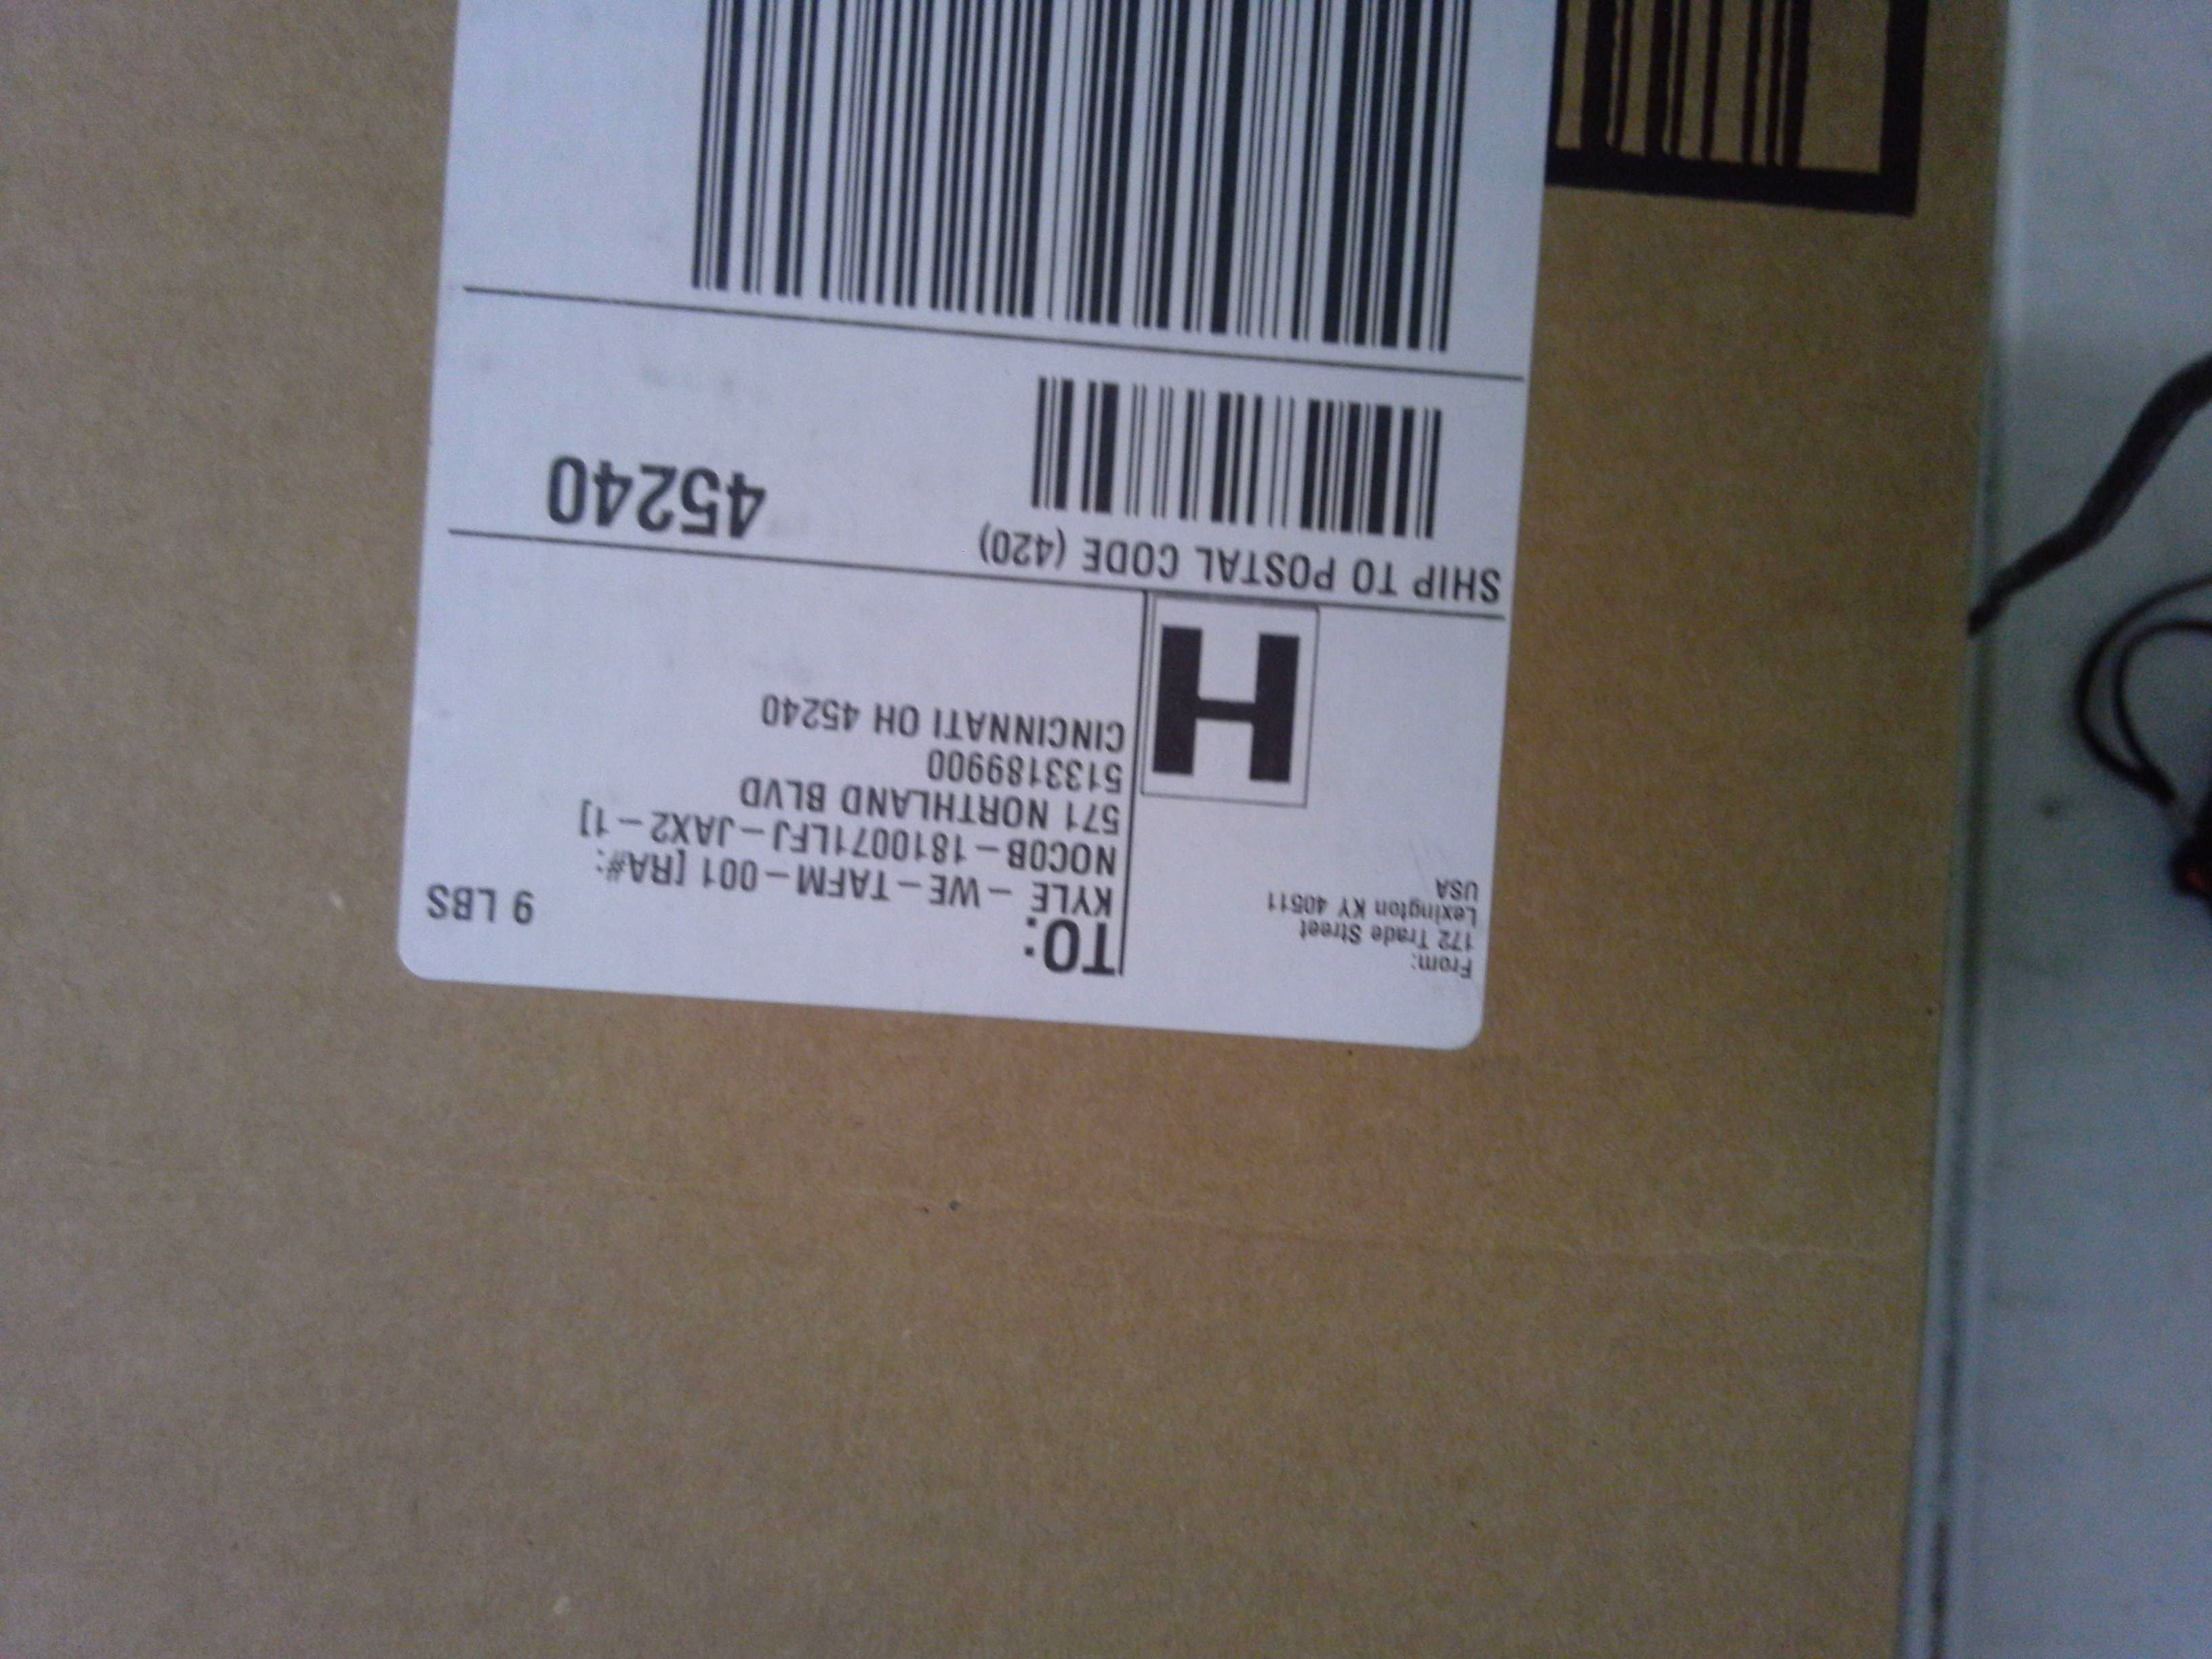 From:
172 Trade Street
Lexington KY 40511
USA
9 LBS
TO:
KYLE - WE-TAFM-001 [RA#:
NOCOB-1810071LFJ-JAX2-1]
571 NORTHLAND BLVD
5133189900
CINCINNATI OH 45240
H
SHIP TO POSTAL CODE (420)
45240